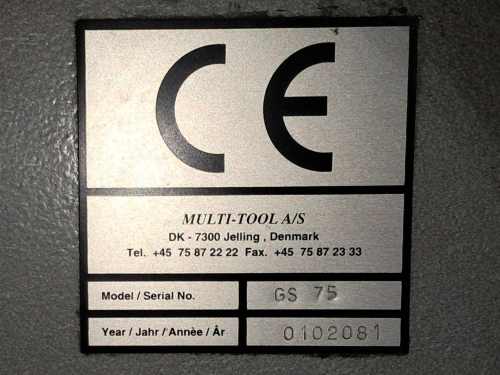 CE
MULTI-TOOL A/S
DK - 7300 Jelling , Denmark
Tel. +45 75 87 22 22 Fax. +45 75 87 23 33
Model / Serial No. GS 75
Year / Jahr / Annèe / År 0102081